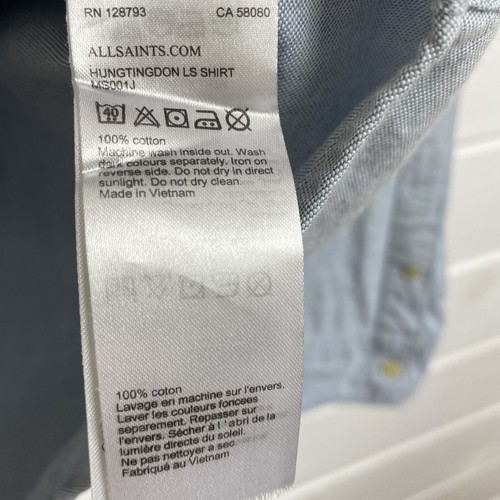 RN 128793 CA 58080
ALLSAINTS.COM
HUNGTINGDON LS SHIRT
MS001J
40
100% cotton
Machine wash inside out. Wash
dark colours separately. Iron on
reverse side. Do not dry in direct
sunlight. Do not dry clean.
Made in Vietnam
100% coton
Lavage en machine sur l'envers.
Laver les couleurs foncées
separement. Repasser sur
l'envers. Sécher à l'abri de la
lumière directe du soleil.
Ne pas nettoyer a sec
Fabriqué au Vietnam